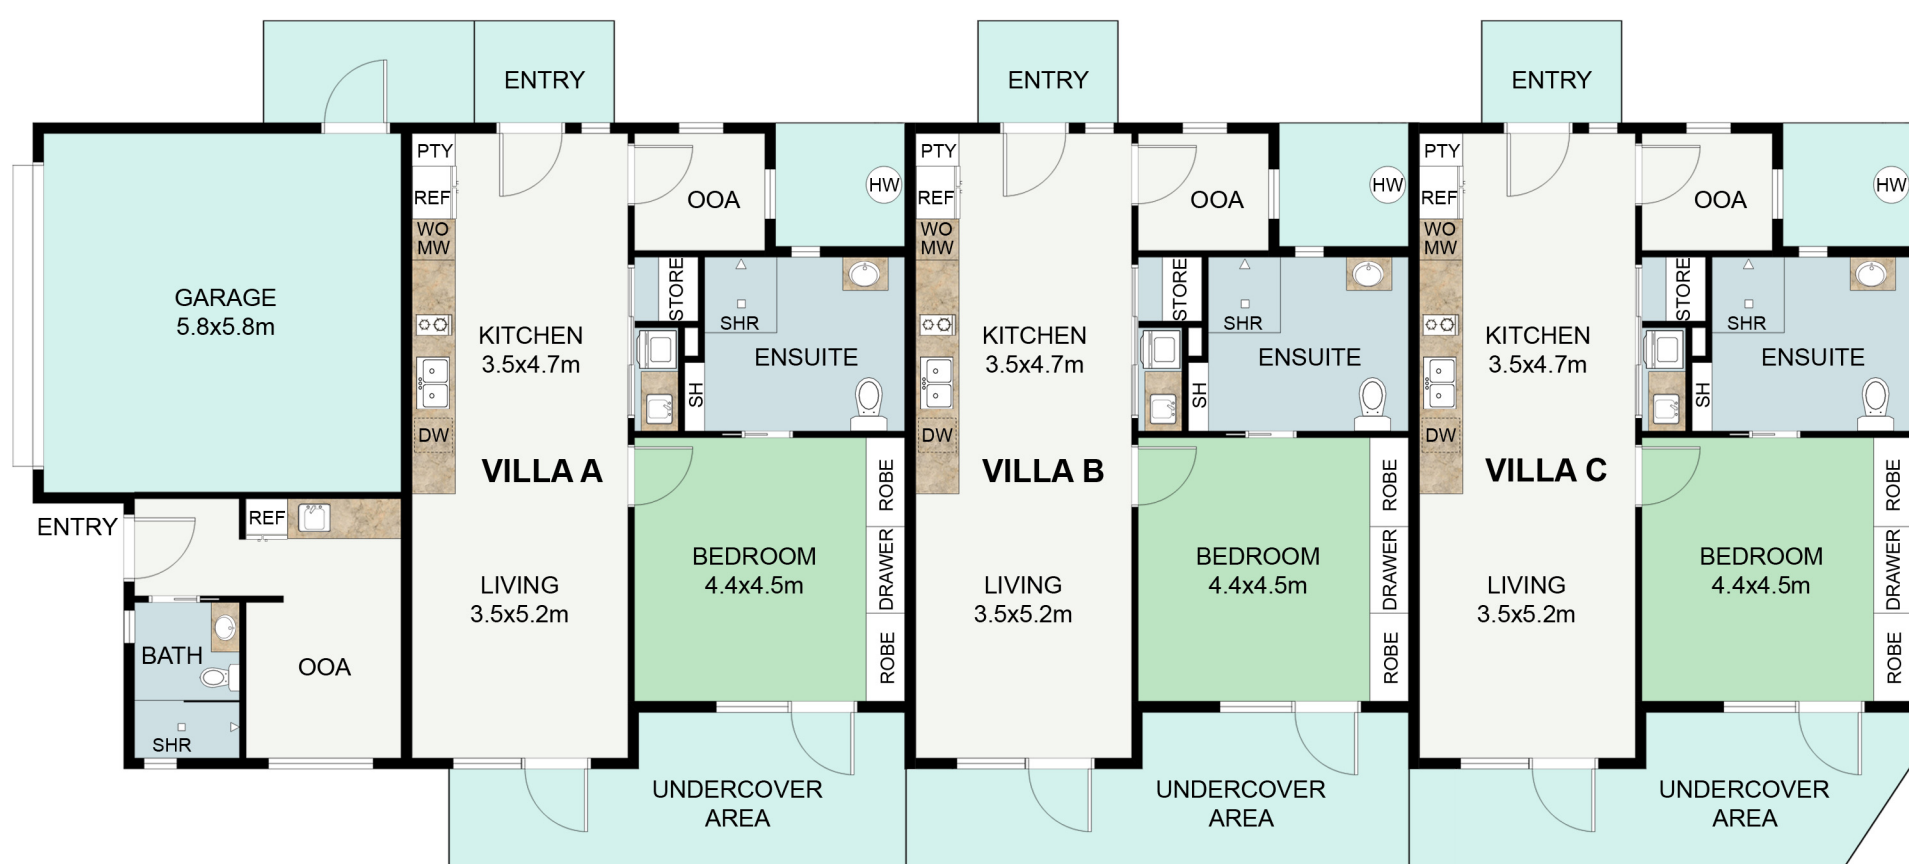 ENTRY
ENTRY
ENTRY
PTY
REF
WO
MW
OOA
HW
PTY
REF
WO
MW
OOA
HW
PTY
REF
WO
MW
OOA
HW
GARAGE
5.8x5.8m
KITCHEN
3.5x4.7m
STORE
SHR
ENSUITE
SH
DW
VILLA A
KITCHEN
3.5x4.7m
STORE
SHR
ENSUITE
SH
DW
VILLA B
KITCHEN
3.5x4.7m
STORE
SHR
ENSUITE
SH
DW
VILLA C
ENTRY
REF
BATH
SHR
OOA
LIVING
3.5x5.2m
BEDROOM
4.4x4.5m
ROBE
DRAWER
ROBE
LIVING
3.5x5.2m
BEDROOM
4.4x4.5m
ROBE
DRAWER
ROBE
LIVING
3.5x5.2m
BEDROOM
4.4x4.5m
ROBE
DRAWER
ROBE
UNDERCOVER
AREA
UNDERCOVER
AREA
UNDERCOVER
AREA